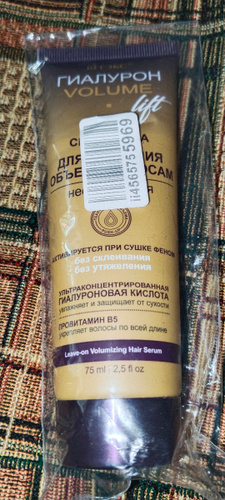 ГИАЛУРОН
VOLUME
lift
ii4565755969
ДЛЯ
АКТИВИРУЕТСЯ ПРИ СУШКЕ ФЕНОМ
- без склеивания
- без утяжеления
УЛЬТРАКОНЦЕНТРИРОВАННАЯ
ГИАЛУРОНОВАЯ КИСЛОТА
увлажняет и защищает от сухости
ПРОВИТАМИН B5
укрепляет волосы по всей длине
Leave-on Volumizing Hair Serum
75 ml - 2,5 fl oz